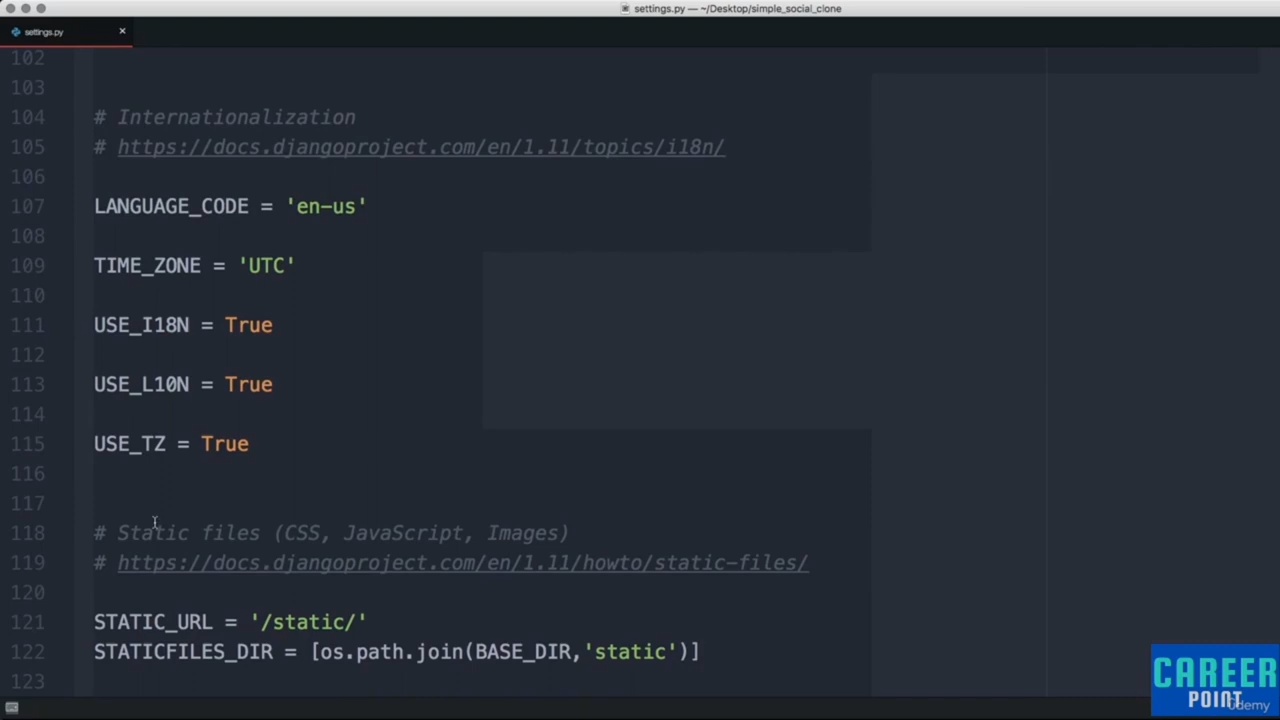 settings.py — ~/Desktop/simple_social_clone
settings.py
102
103
104 # Internationalization
105 # https://docs.djangoproject.com/en/1.11/topics/i18n/
106
107 LANGUAGE_CODE = 'en-us'
108
109 TIME_ZONE = 'UTC'
110
111 USE_I18N = True
112
113 USE_L10N = True
114
115 USE_TZ = True
116
117
118 # Static files (CSS, JavaScript, Images)
119 # https://docs.djangoproject.com/en/1.11/howto/static-files/
120
121 STATIC_URL = '/static/'
122 STATICFILES_DIR = [os.path.join(BASE_DIR,'static')]
123
CAREER
POINT
Udemy